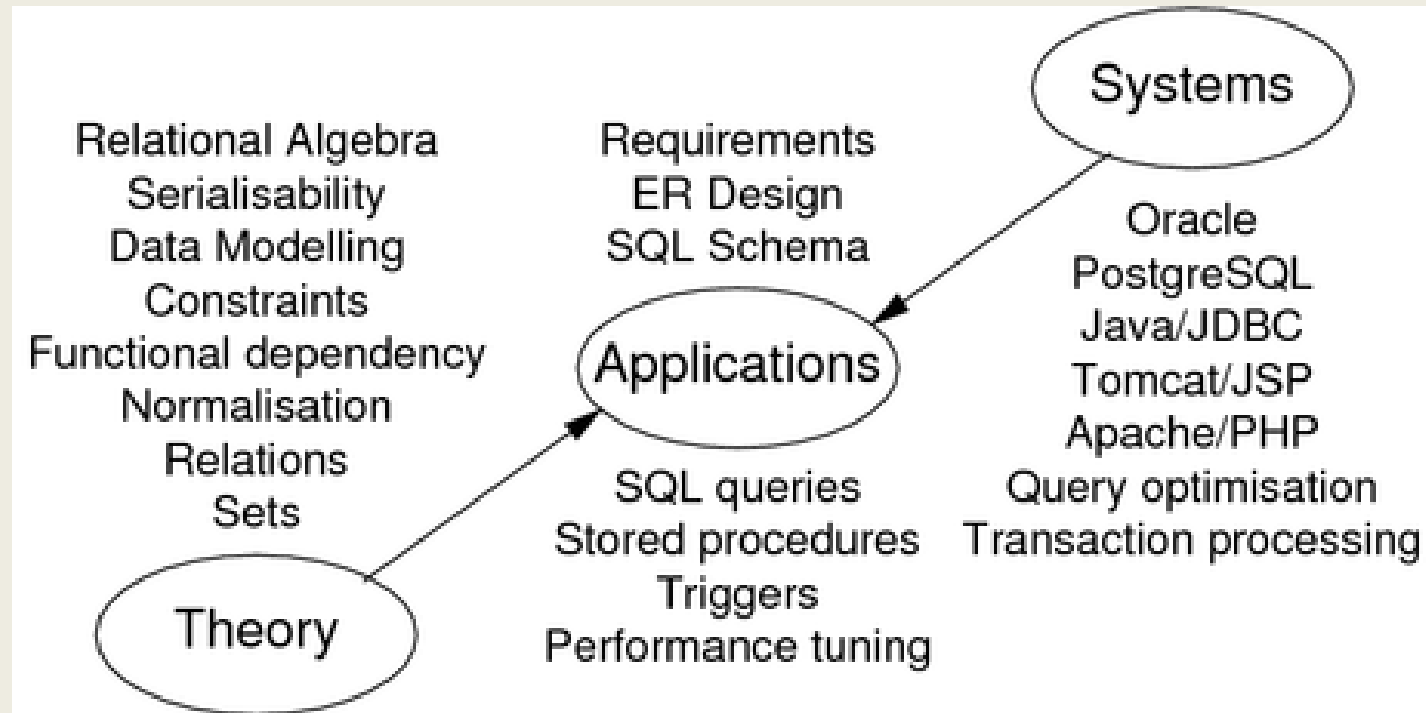 Relational Algebra
Serialisability
Data Modelling
Constraints
Functional dependency
Normalisation
Relations
Sets
Theory
Requirements
ER Design
SQL Schema
Applications
SQL queries
Stored procedures
Triggers
Performance tuning
Systems
Oracle
PostgreSQL
Java/JDBC
Tomcat/JSP
Apache/PHP
Query optimisation
Transaction processing